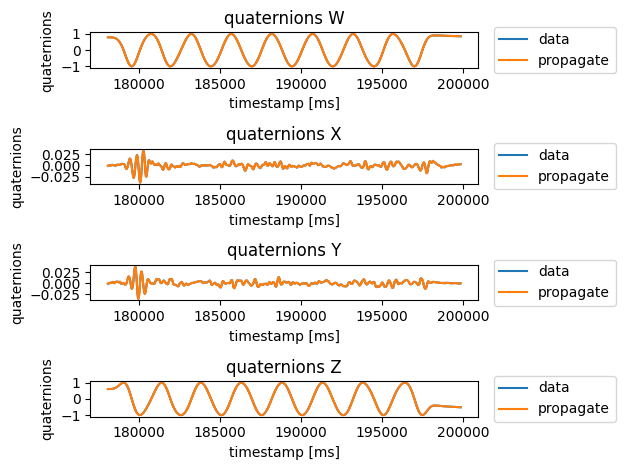 quaternions W
quaternions
1
0
−1
180000 185000 190000 195000 200000
timestamp [ms]
data
propagate
quaternions X
quaternions
0.025
0.000
−0.025
180000 185000 190000 195000 200000
timestamp [ms]
data
propagate
quaternions Y
quaternions
0.025
0.000
−0.025
180000 185000 190000 195000 200000
timestamp [ms]
data
propagate
quaternions Z
quaternions
1
0
−1
180000 185000 190000 195000 200000
timestamp [ms]
data
propagate